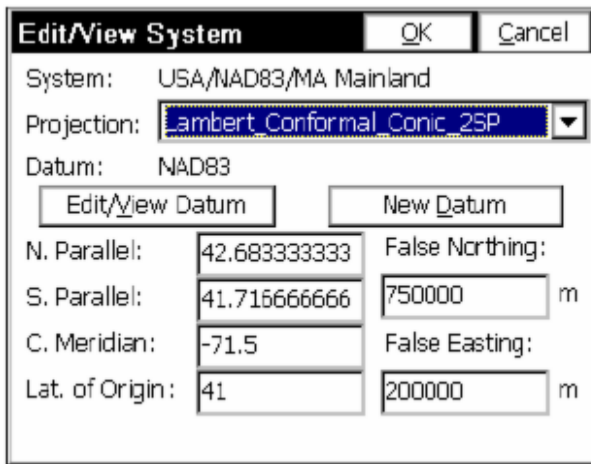 Edit/View System OK Cancel
System: USA/NAD83/MA Mainland
Projection: Lambert_Conformal_Conic_2SP
Datum: NAD83
Edit/View Datum New Datum
N. Parallel: 42.683333333 False Northing:
S. Parallel: 41.716666666 750000 m
C. Meridian: -71.5 False Easting:
Lat. of Origin: 41 200000 m